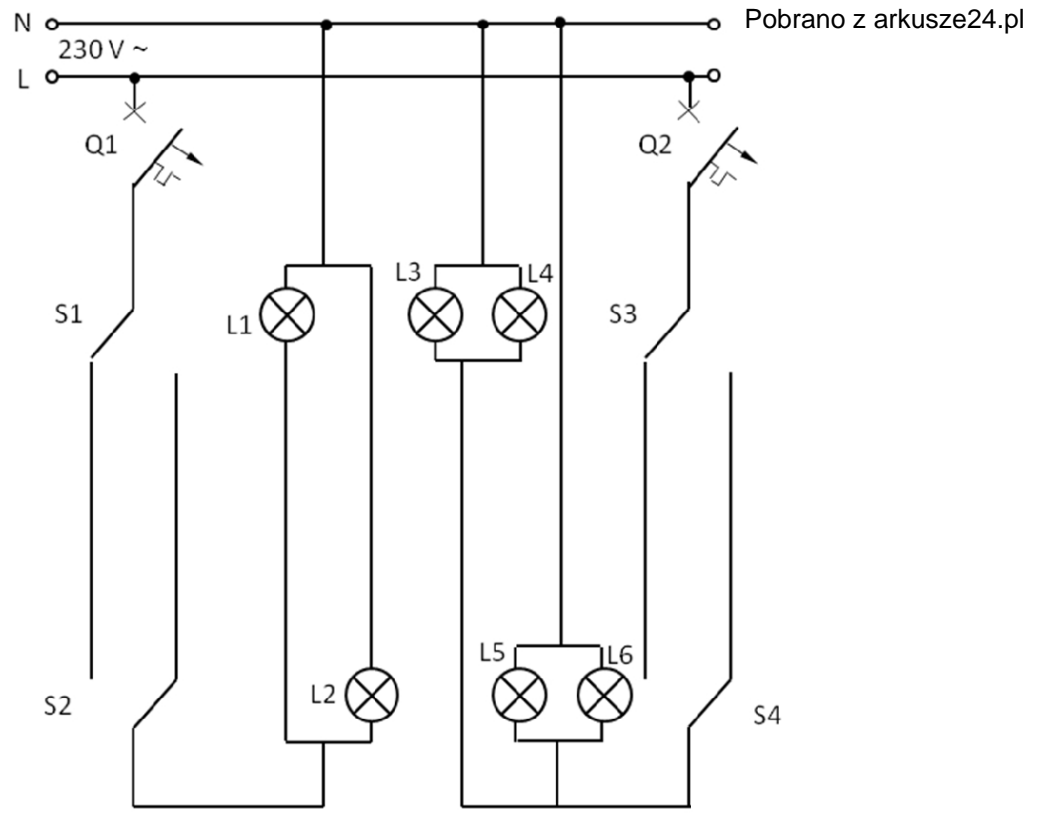 N
Pobrano z arkusze24.pl
230 V ~
L
Q1
Q2
L3
L4
S1
L1
S3
L5
L6
L2
S2
S4